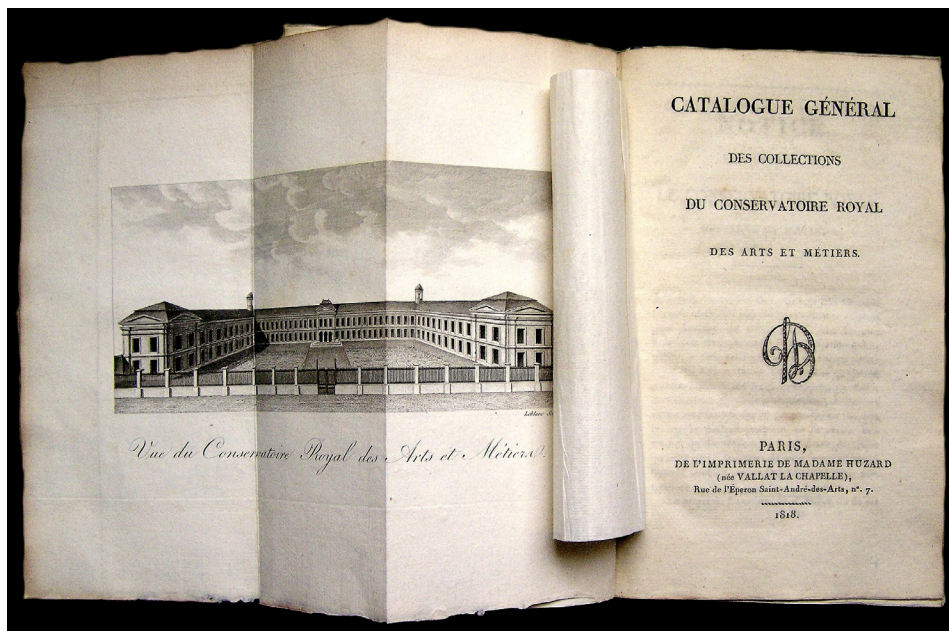 Leblanc
Vue du Conservatoire Royal des Arts et Métiers.
CATALOGUE GÉNÉRAL
DES COLLECTIONS
DU CONSERVATOIRE ROYAL
DES ARTS ET MÉTIERS.
PARIS,
DE L'IMPRIMERIE DE MADAME HUZARD
(née VALLAT LA CHAPELLE),
Rue de l'Éperon Saint-André-des-Arts, n°. 7.
1818.